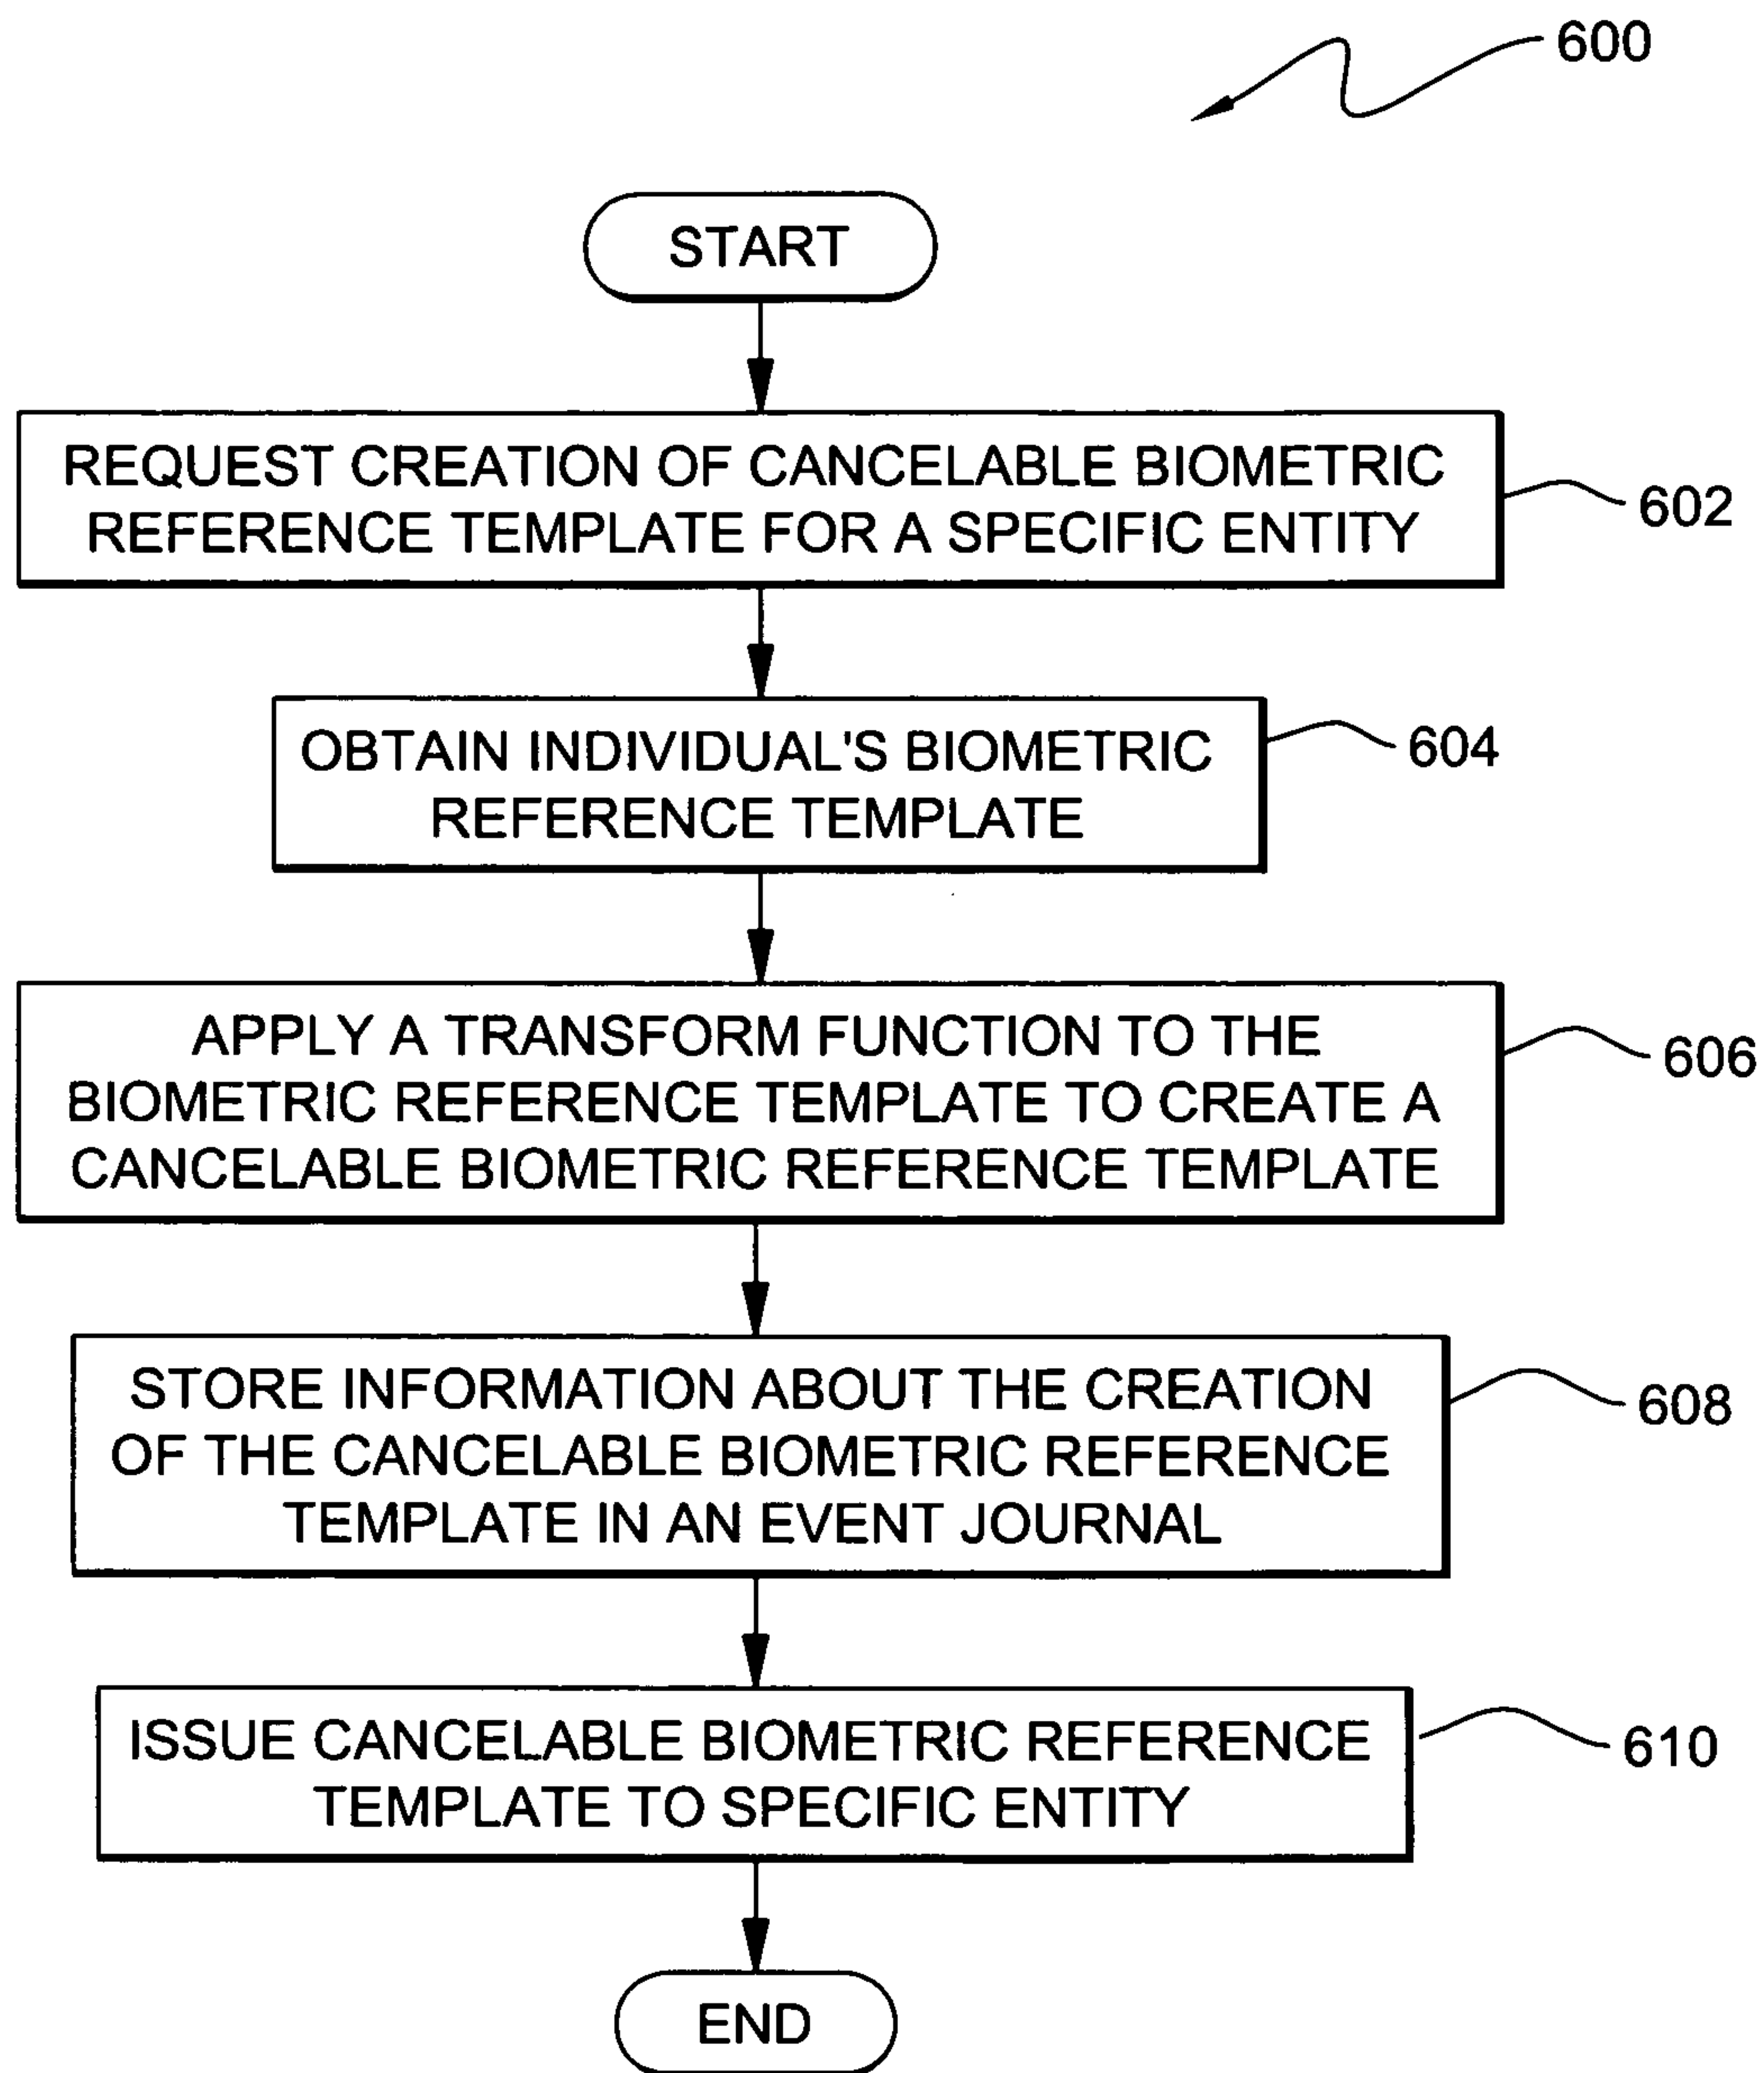 600
START
REQUEST CREATION OF CANCELABLE BIOMETRIC
REFERENCE TEMPLATE FOR A SPECIFIC ENTITY
602
OBTAIN INDIVIDUAL'S BIOMETRIC
REFERENCE TEMPLATE
604
APPLY A TRANSFORM FUNCTION TO THE
BIOMETRIC REFERENCE TEMPLATE TO CREATE A
CANCELABLE BIOMETRIC REFERENCE TEMPLATE
606
STORE INFORMATION ABOUT THE CREATION
OF THE CANCELABLE BIOMETRIC REFERENCE
TEMPLATE IN AN EVENT JOURNAL
608
ISSUE CANCELABLE BIOMETRIC REFERENCE
TEMPLATE TO SPECIFIC ENTITY
610
END